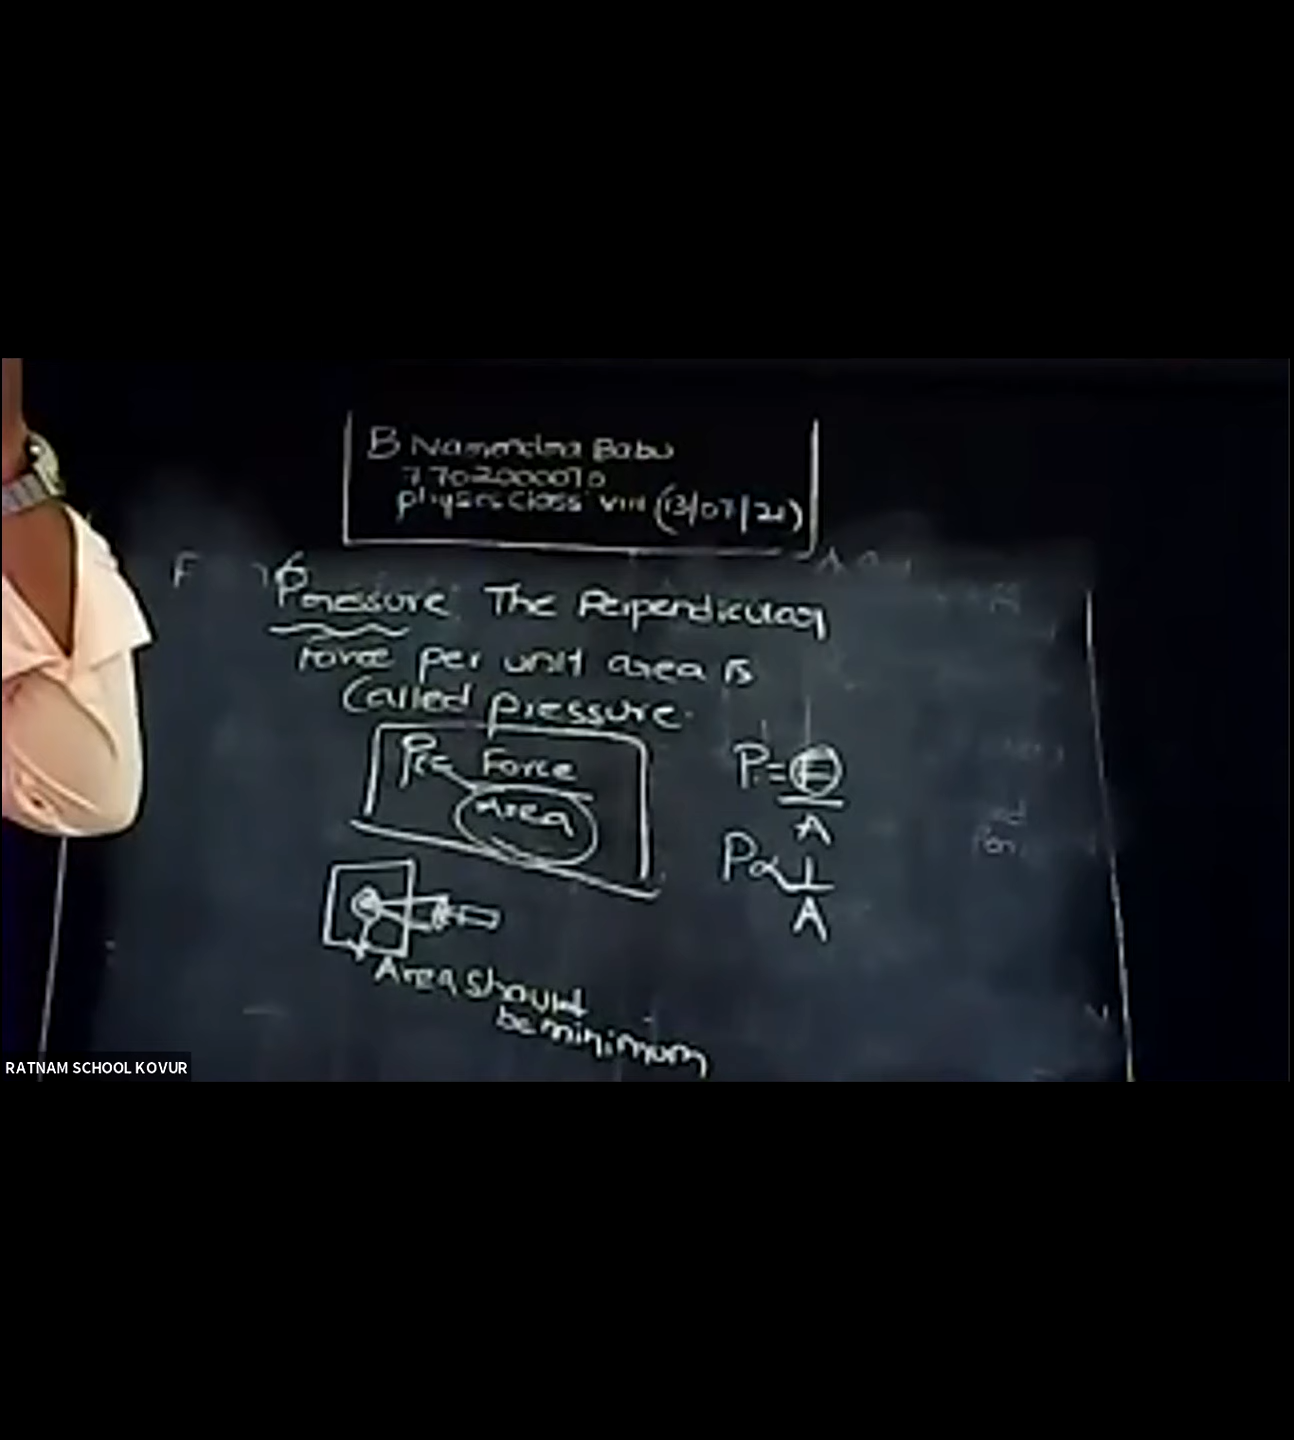 B Narendra Babu
7702000070
physics class VIII (13/07/21)
Pressure: The Perpendicular
force per unit area is
called pressure.
P = Force
Area
P = F
A
P ∝ 1
A
Area should
be minimum
RATNAM SCHOOL KOVUR